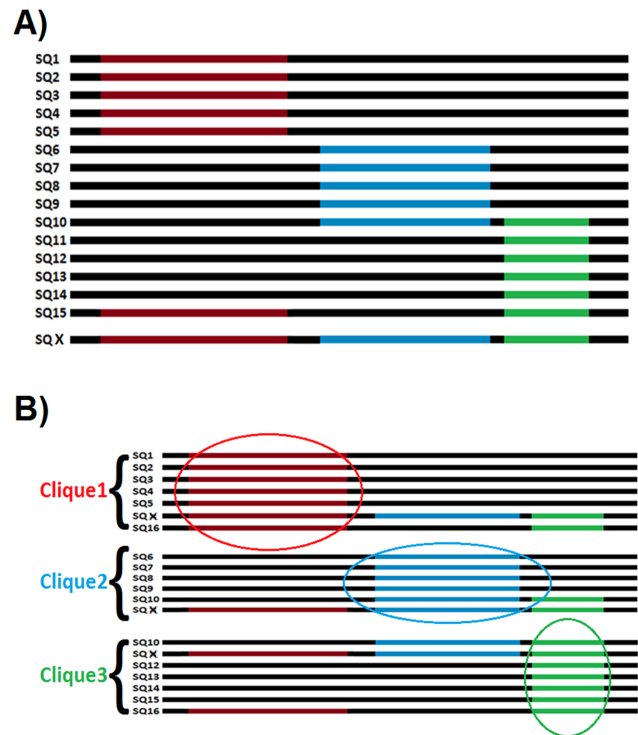 A)
SQ1
SQ2
SQ3
SQ4
SQ5
SQ6
SQ7
SQ8
SQ9
SQ10
SQ11
SQ12
SQ13
SQ14
SQ15
SQ X
B)
Clique1
SQ1
SQ2
SQ3
SQ4
SQ5
SQ X
SQ16
Clique2
SQ6
SQ7
SQ8
SQ9
SQ10
SQ X
Clique3
SQ10
SQ X
SQ12
SQ13
SQ14
SQ15
SQ16